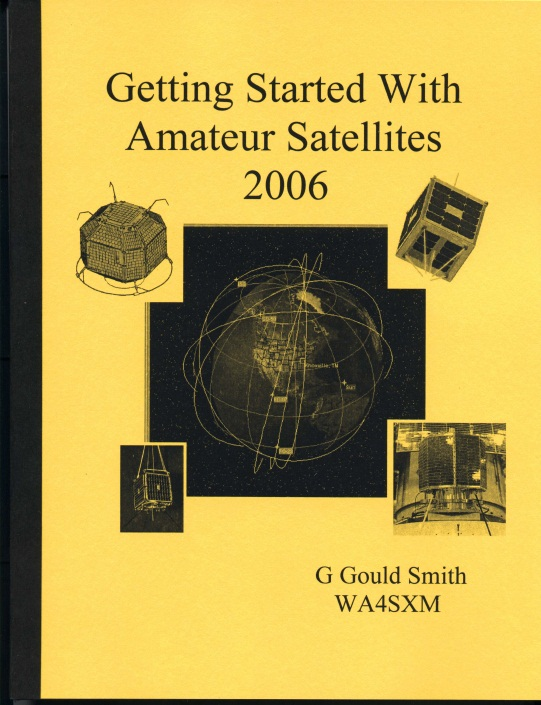 Getting Started With
Amateur Satellites
2006
G Gould Smith
WA4SXM